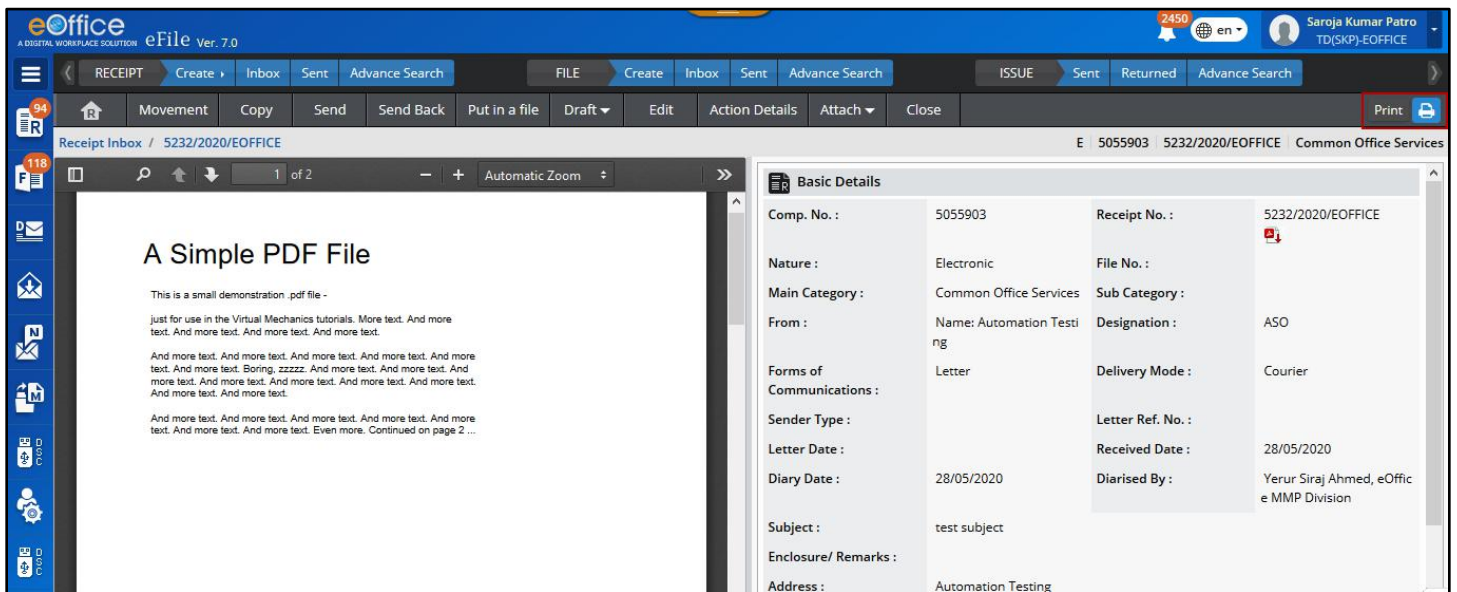 eOffice
A DIGITAL WORKPLACE SOLUTION eFile Ver. 7.0
2450
en
Saroja Kumar Patro
TD(SKP)-EOFFICE
RECEIPT Create Inbox Sent Advance Search FILE Create Inbox Sent Advance Search ISSUE Sent Returned Advance Search
94
R
R Movement Copy Send Send Back Put in a file Draft Edit Action Details Attach Close Print
Receipt Inbox / 5232/2020/EOFFICE E 5055903 5232/2020/EOFFICE Common Office Services
118
F
D
N
M
DSC
DSC
1 of 2 Automatic Zoom
A Simple PDF File
This is a small demonstration .pdf file -
just for use in the Virtual Mechanics tutorials. More text. And more
text. And more text. And more text. And more text.
And more text. And more text. And more text. And more text. And more
text. And more text. Boring, zzzzz. And more text. And more text. And
more text. And more text. And more text. And more text. And more text.
And more text. And more text.
And more text. And more text. And more text. And more text. And more
text. And more text. And more text. Even more. Continued on page 2 ...
R Basic Details
Comp. No. : 5055903 Receipt No. : 5232/2020/EOFFICE
Nature : Electronic File No. :
Main Category : Common Office Services Sub Category :
From : Name: Automation Testi Designation : ASO
ng
Forms of Letter Delivery Mode : Courier
Communications :
Sender Type : Letter Ref. No. :
Letter Date : Received Date : 28/05/2020
Diary Date : 28/05/2020 Diarised By : Yerur Siraj Ahmed, eOffic
e MMP Division
Subject : test subject
Enclosure/ Remarks :
Address : Automation Testing